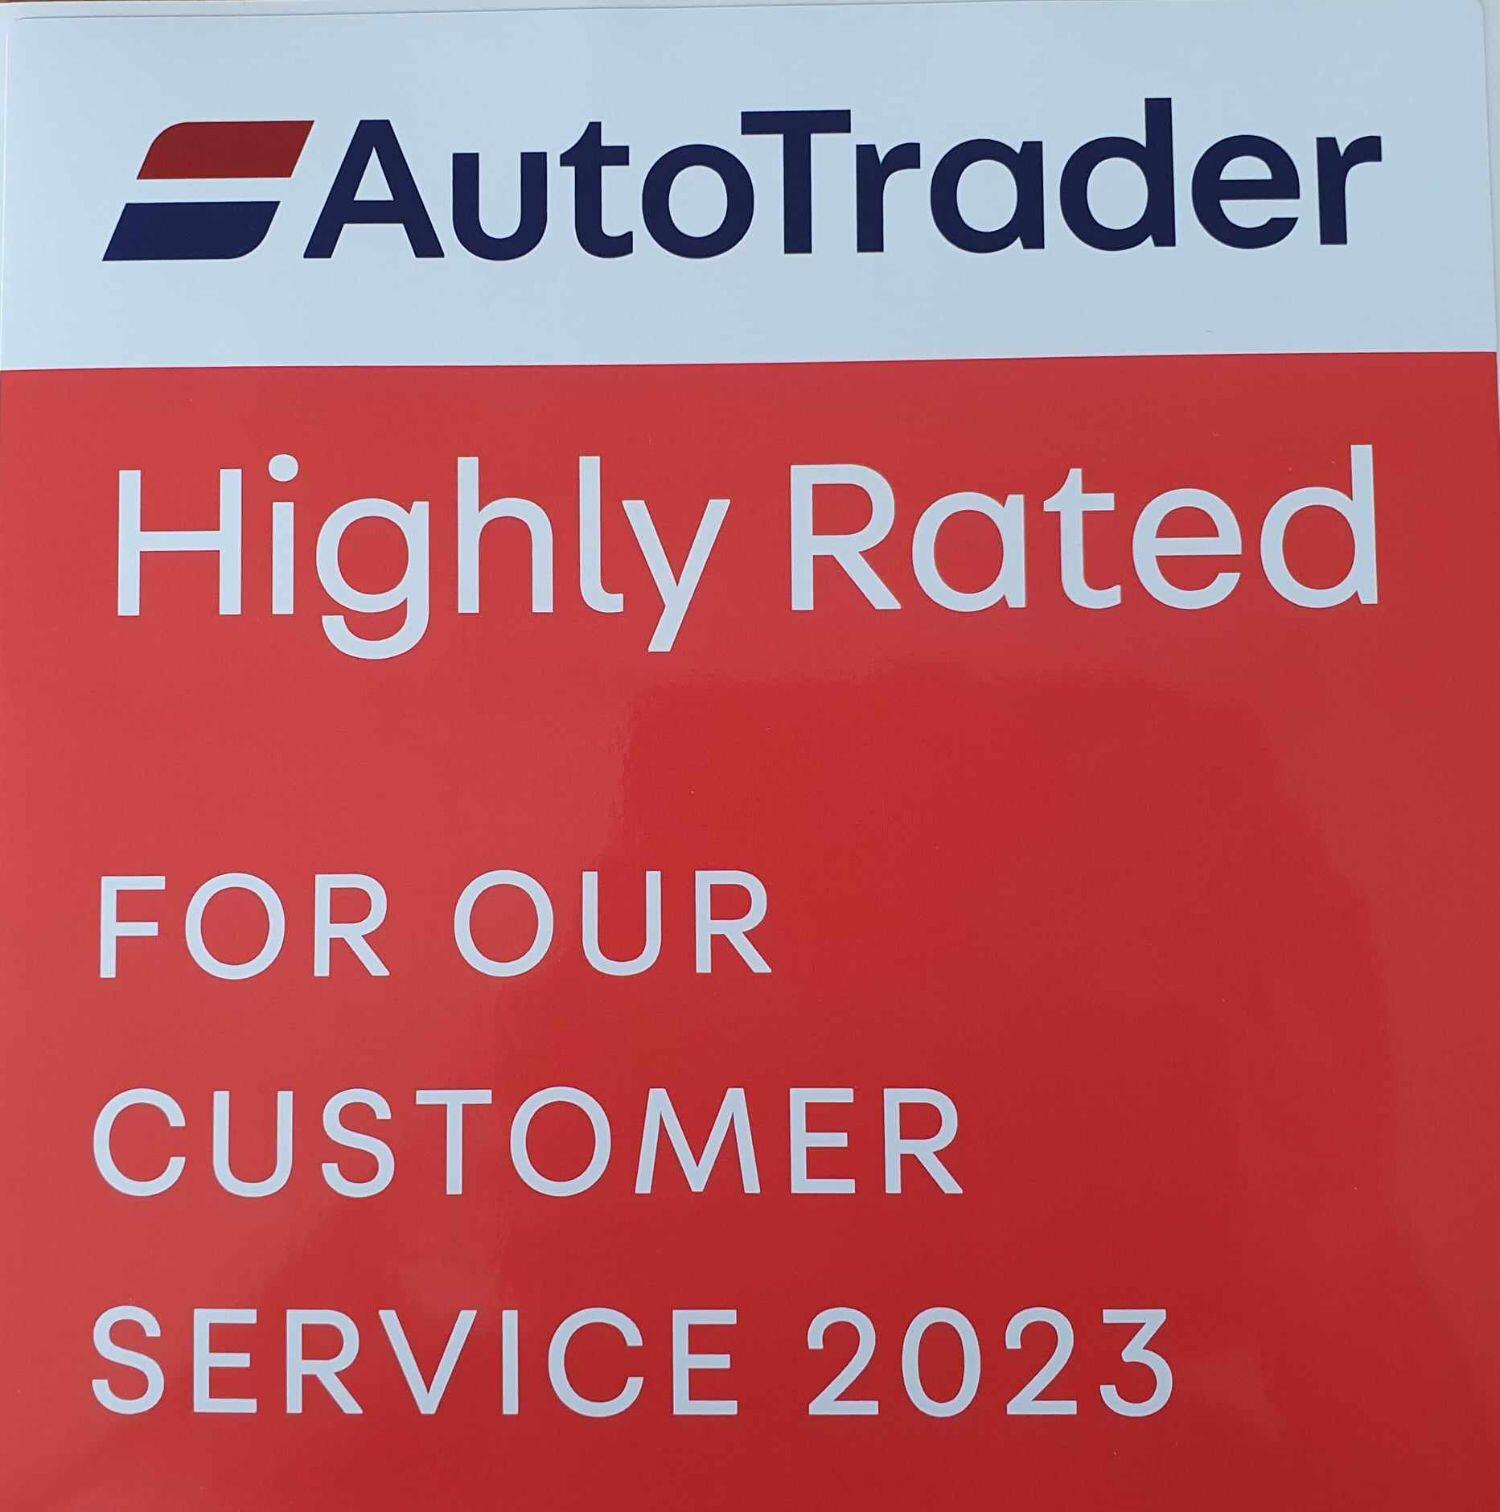 AutoTrader
Highly Rated
FOR OUR
CUSTOMER
SERVICE 2023